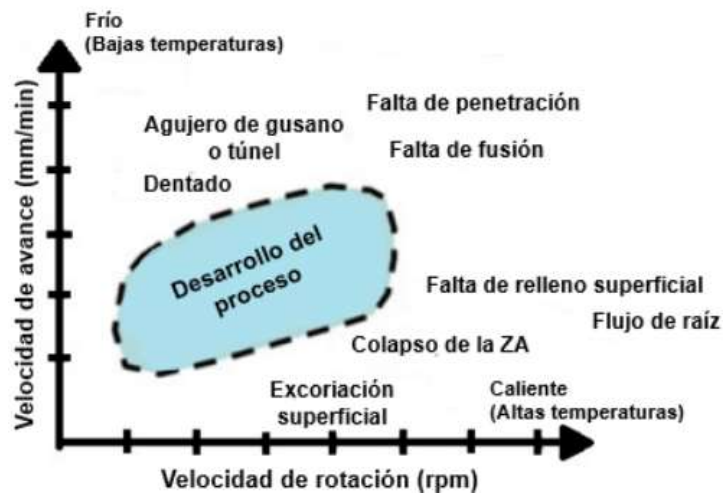 Frío
(Bajas temperaturas)
Velocidad de avance (mm/min)
Falta de penetración
Agujero de gusano
o túnel
Falta de fusión
Dentado
Desarrollo del
proceso
Falta de relleno superficial
Flujo de raíz
Colapso de la ZA
Excoriación
superficial
Caliente
(Altas temperaturas)
Velocidad de rotación (rpm)